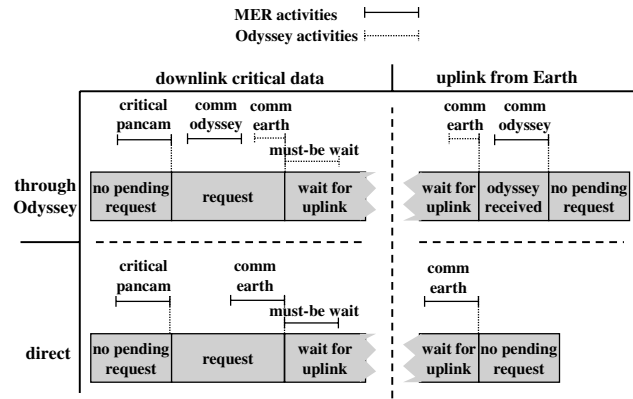 MER activities
Odyssey activities
downlink critical data
uplink from Earth
critical
pancam
comm
odyssey
comm
earth
must-be wait
comm
earth
comm
odyssey
through
Odyssey
no pending
request
request
wait for
uplink
wait for
uplink
odyssey
received
no pending
request
critical
pancam
comm
earth
must-be wait
comm
earth
direct
no pending
request
request
wait for
uplink
wait for
uplink
no pending
request